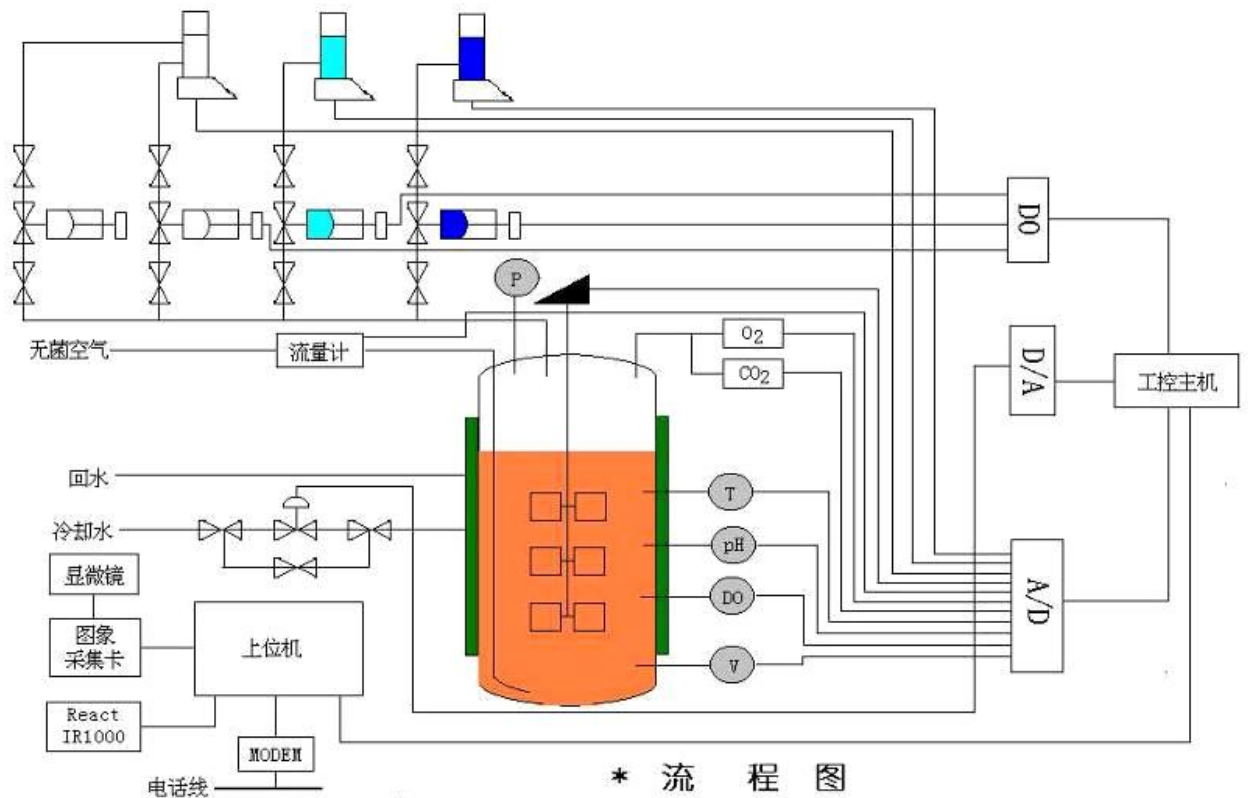 DO
P
无菌空气
流量计
O2
CO2
D/A
工控主机
回水
T
冷却水
pH
显微镜
DO
A/D
图象
采集卡
上位机
V
React
IR1000
MODEM
电话线
* 流 程 图